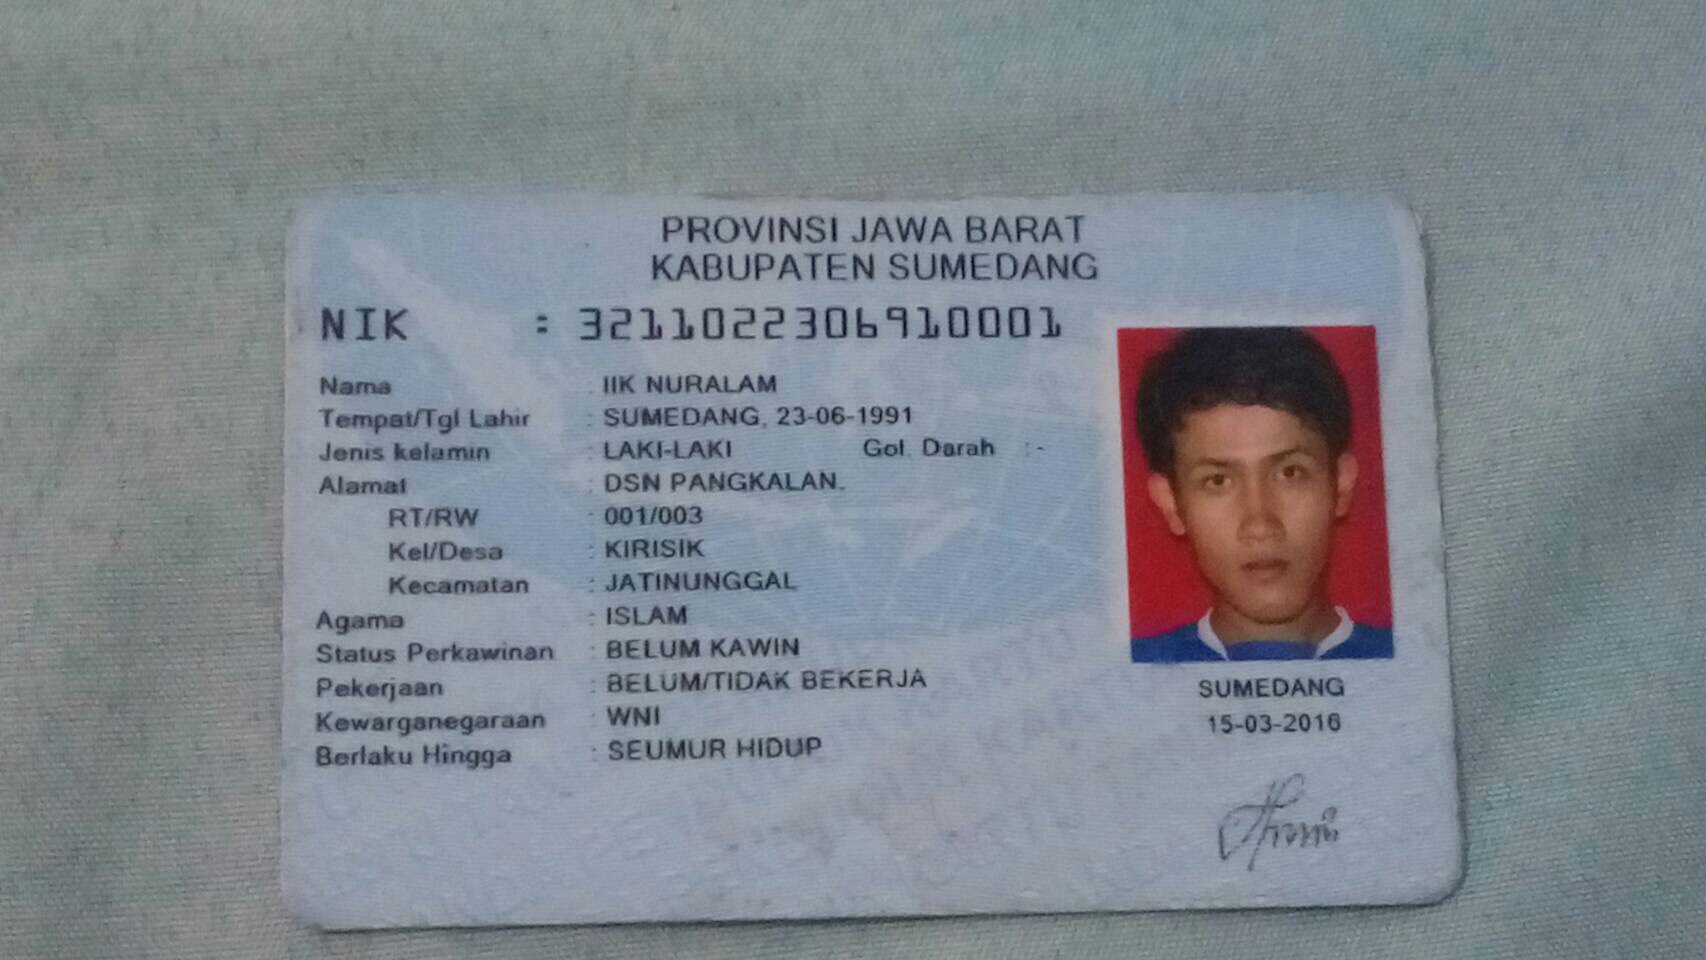 PROVINSI JAWA BARAT
KABUPATEN SUMEDANG
NIK : 3211022306910001
Nama : IIK NURALAM
Tempat/Tgl Lahir : SUMEDANG, 23-06-1991
Jenis kelamin : LAKI-LAKI Gol. Darah : -
Alamat : DSN PANGKALAN.
RT/RW : 001/003
Kel/Desa : KIRISIK
Kecamatan : JATINUNGGAL
Agama : ISLAM
Status Perkawinan : BELUM KAWIN
Pekerjaan : BELUM/TIDAK BEKERJA
Kewarganegaraan : WNI
Berlaku Hingga : SEUMUR HIDUP
SUMEDANG
15-03-2016